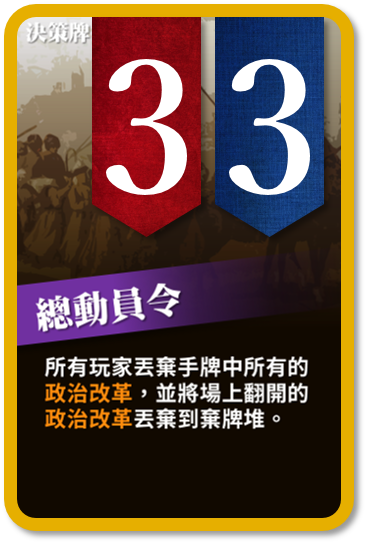 決策牌
3 3
總動員令
所有玩家丟棄手牌中所有的
政治改革，並將場上翻開的
政治改革丟棄到棄牌堆。